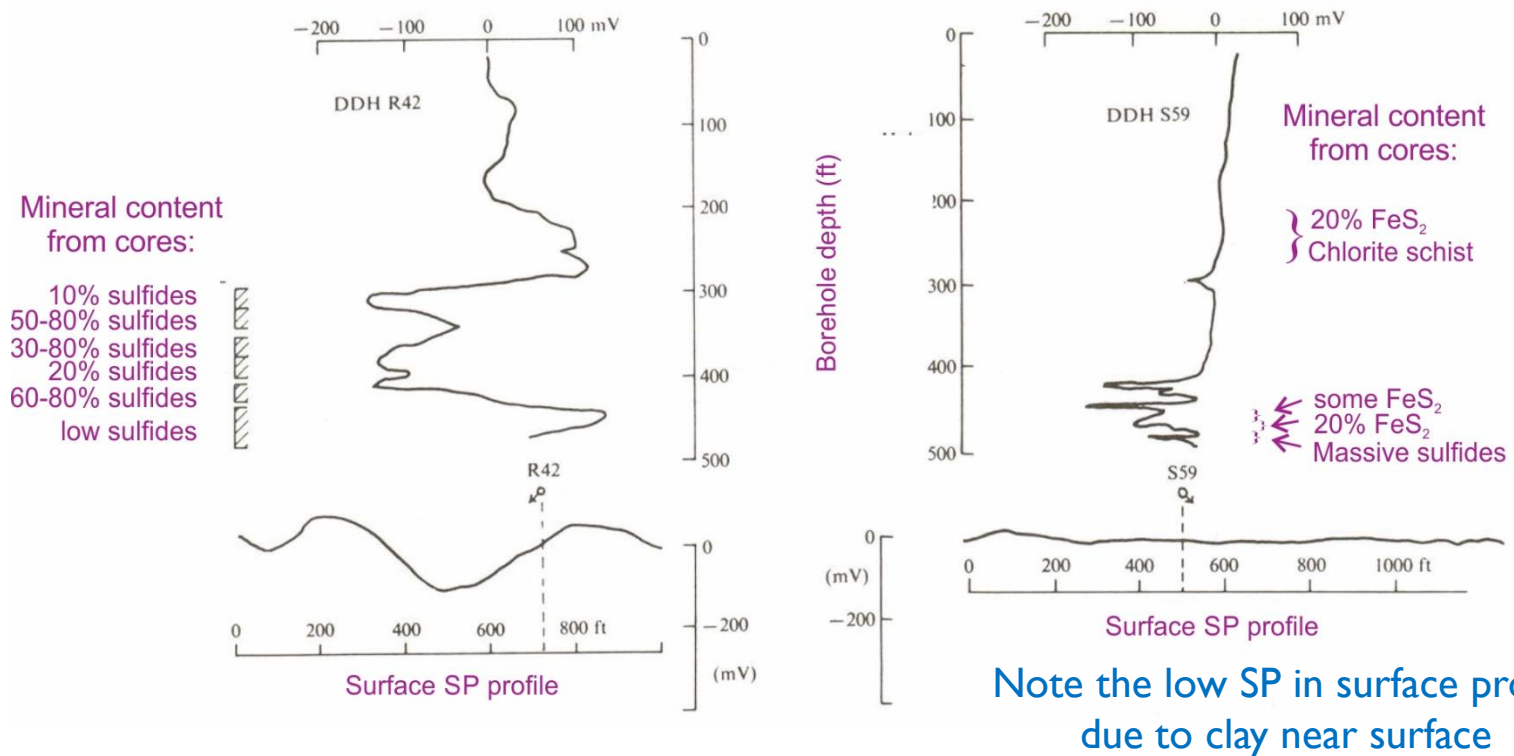 −200 −100 0 100 mV
DDH R42
0
100
200
300
400
500
Mineral content
from cores:
10% sulfides
50-80% sulfides
30-80% sulfides
20% sulfides
60-80% sulfides
low sulfides
R42
0
−200
(mV)
0 200 400 600 800 ft
Surface SP profile
−200 −100 0 100 mV
DDH S59
Borehole depth (ft)
0
100
200
300
400
500
Mineral content
from cores:
20% FeS₂
Chlorite schist
some FeS₂
20% FeS₂
Massive sulfides
S59
0
(mV)
−200
0 200 400 600 800 1000 ft
Surface SP profile
Note the low SP in surface pro
due to clay near surface